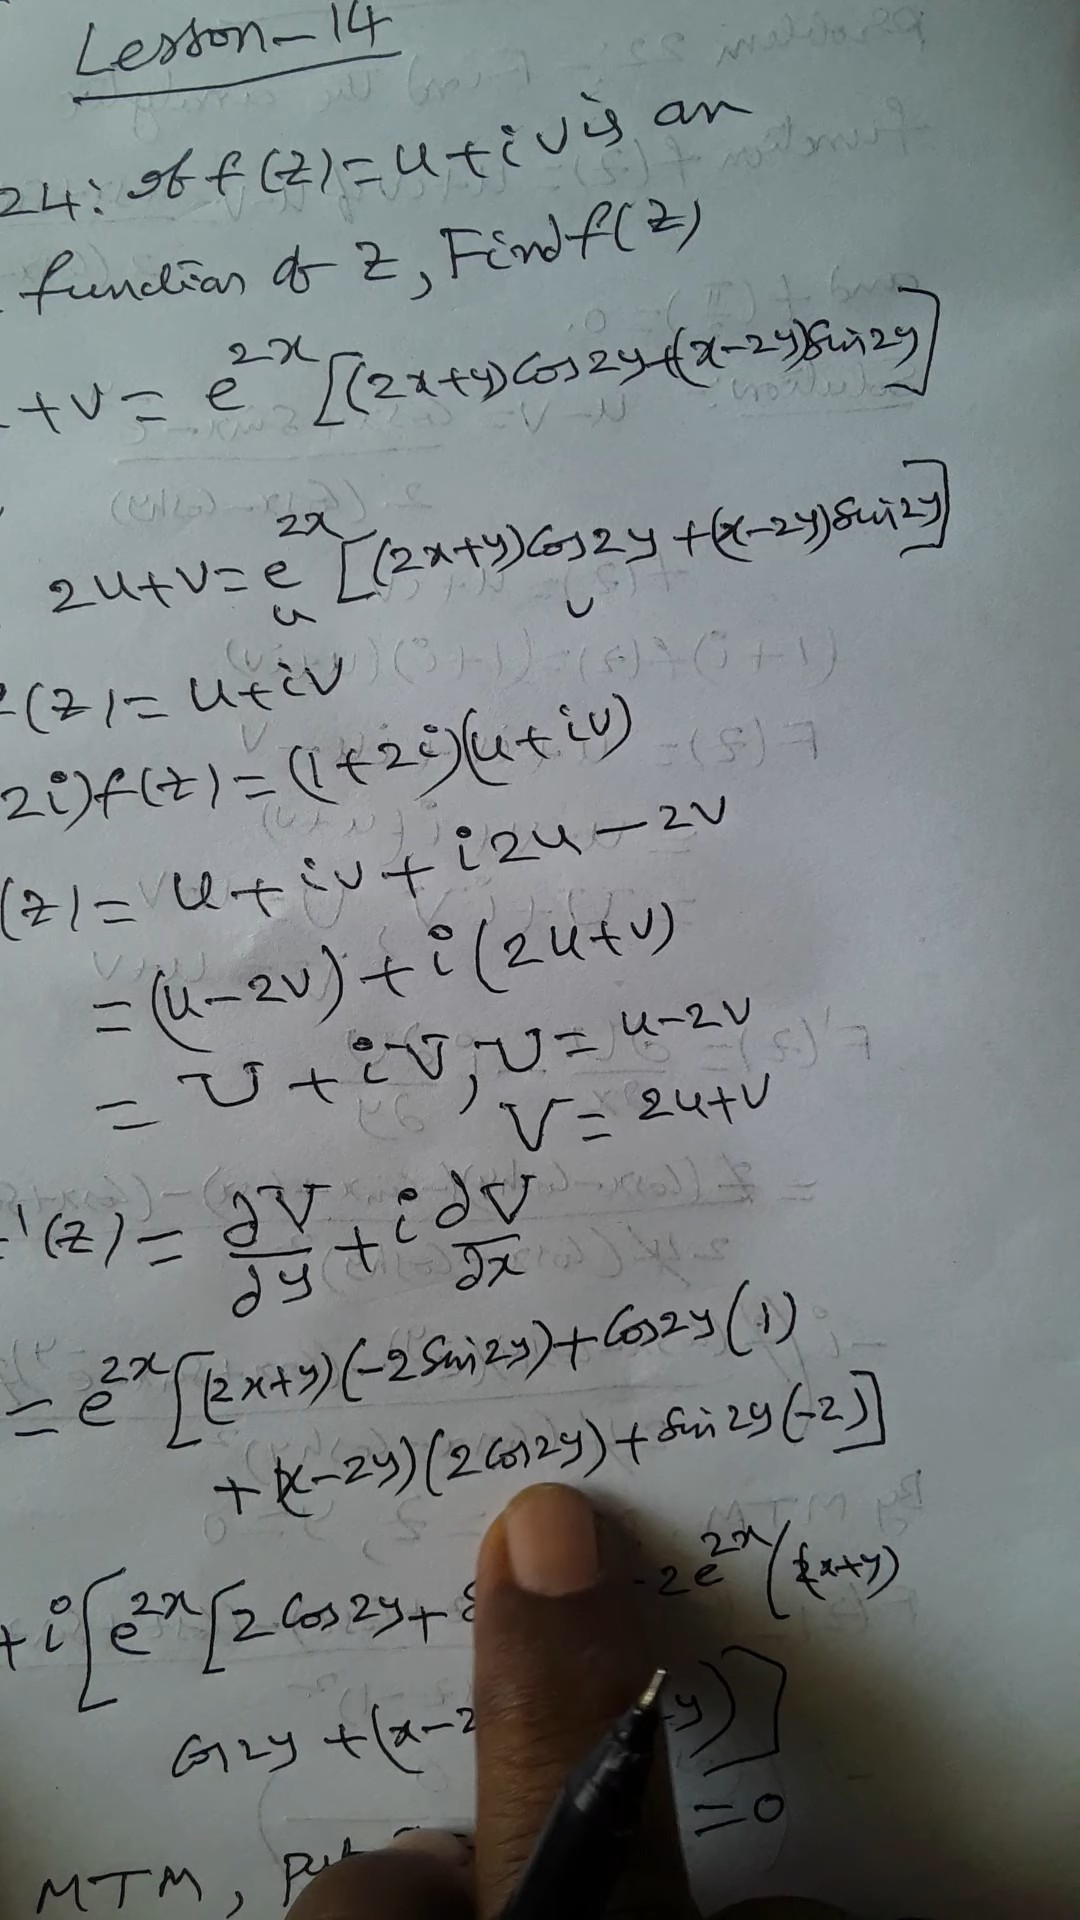 Lesson-14
24: If f(z)=u+iv is an
function of z, Find f(z)
+v= e^{2x}[(2x+y)Cos2y+(x-2y)Sin2y]
2u+v= e^{2x}[(2x+y)Cos2y+(x-2y)Sin2y]
u v
(z)=u+iv
2i)f(z)=(1+2i)(u+iv)
(z)= u+iv+i2u-2v
=(u-2v)+i(2u+v)
= U+iV, U= u-2v
V= 2u+v
'(z)= ∂V/∂y + i ∂V/∂x
= e^{2x}[(2x+y)(-2Sin2y)+Cos2y(1)
+(x-2y)(2Cos2y)+Sin2y(-2)]
+i[e^{2x}[2Cos2y+ 2e^{2x}((2x+y)
Cos2y+(x-2 y)]
=0
MTM, put